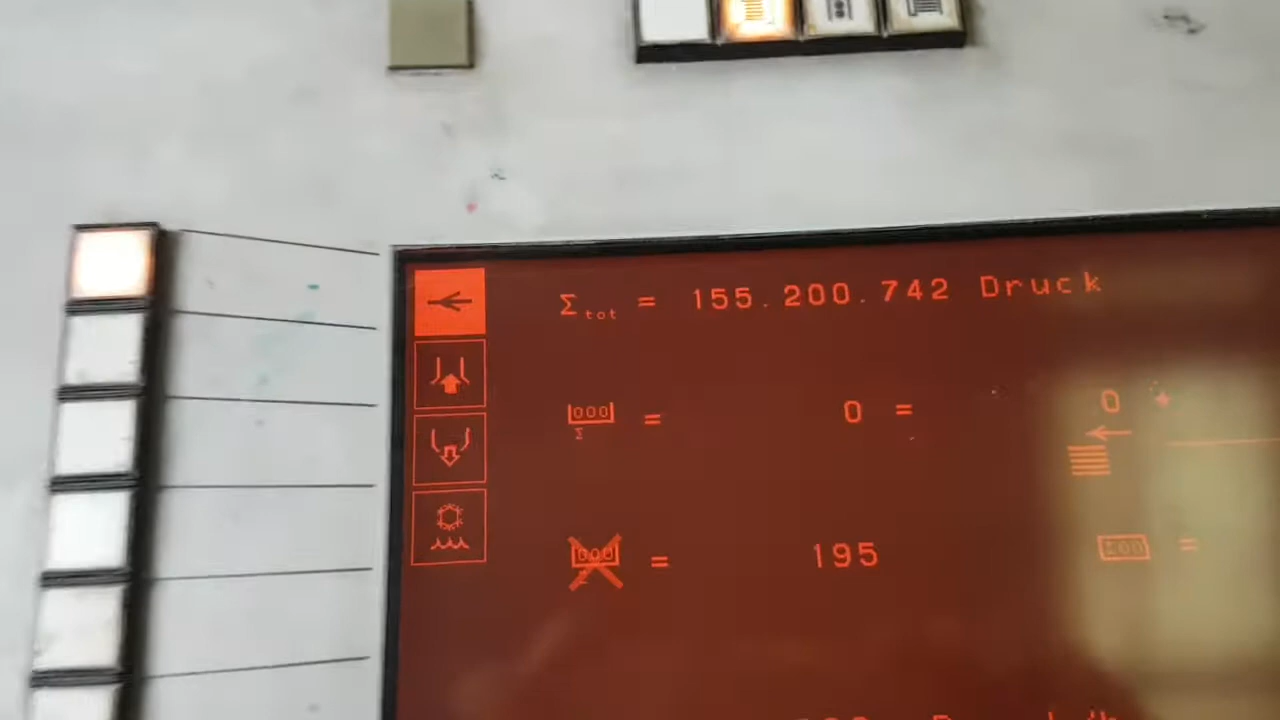 Σtot = 155.200.742 Druck
000 Σ = 0 = 0
000 Σ = 195 =